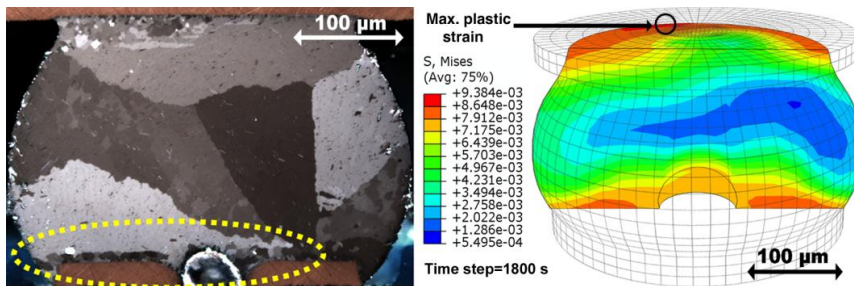 100 µm
Max. plastic
strain
S, Mises
(Avg: 75%)
+9.384e-03
+8.648e-03
+7.912e-03
+7.175e-03
+6.439e-03
+5.703e-03
+4.967e-03
+4.231e-03
+3.494e-03
+2.758e-03
+2.022e-03
+1.286e-03
+5.495e-04
Time step=1800 s
100 µm